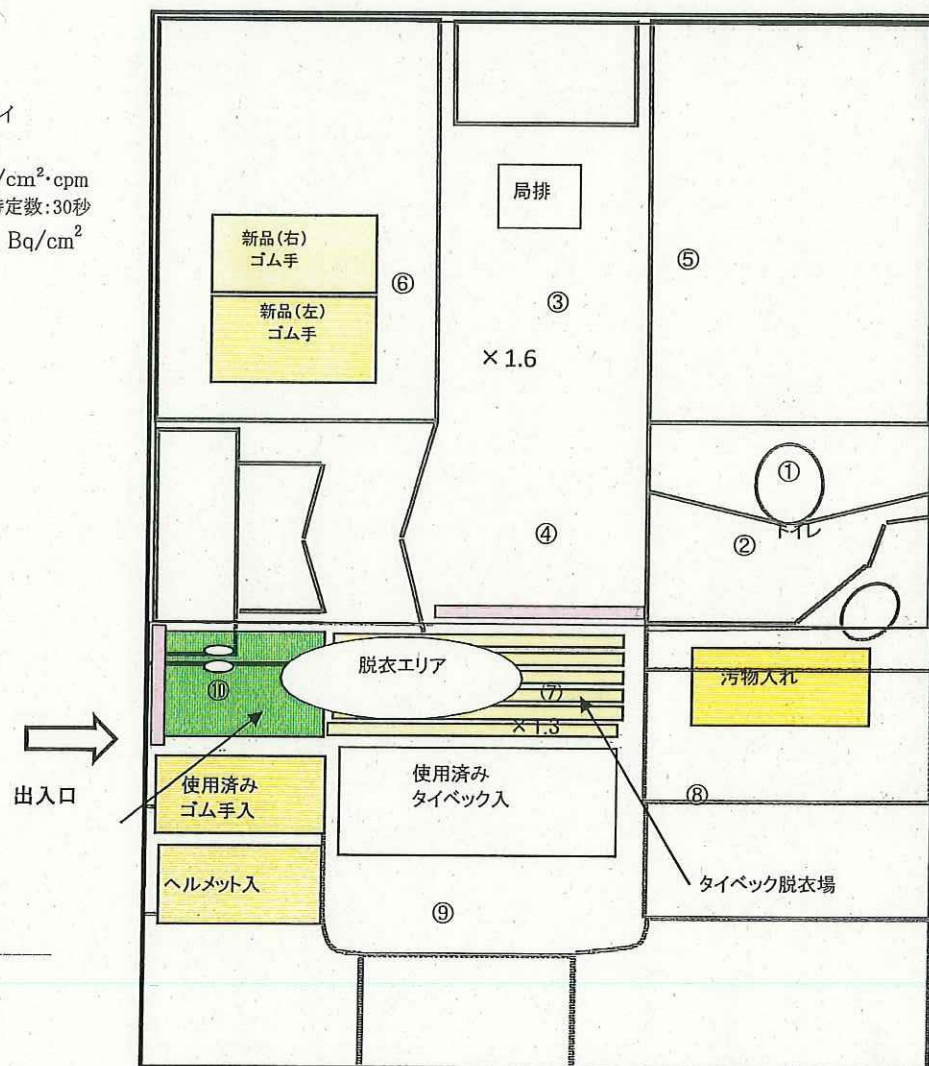 イ
/cm²・cpm
時定数:30秒
Bq/cm²
局排
新品(右)
ゴム手
新品(左)
ゴム手
⑥
③
⑤
×1.6
①
トイレ
②
④
脱衣エリア
⑩
⑦
×1.3
汚物入れ
出入口
使用済み
ゴム手入
使用済み
タイベック入
⑧
ヘルメット入
タイベック脱衣場
⑨